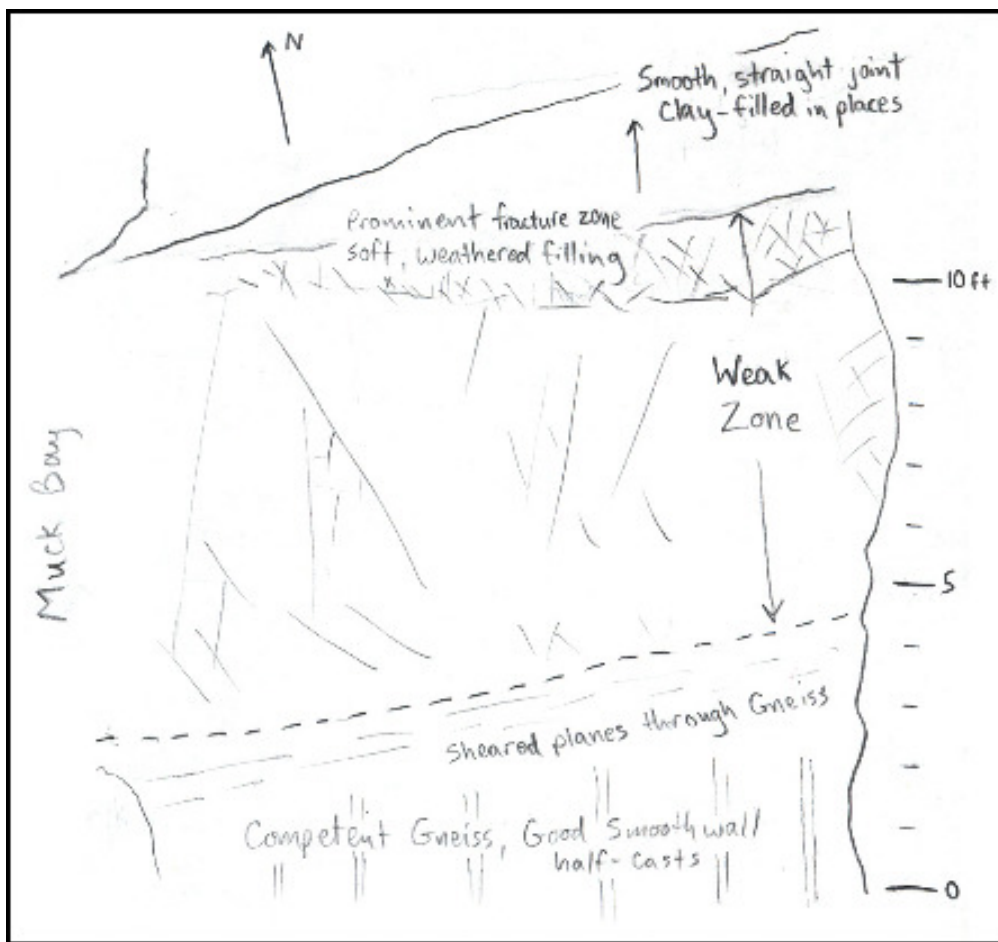 N
Smooth, straight joint
Clay-filled in places
Prominent fracture zone
soft, weathered filling
10 ft
Weak
Zone
Muck Bay
5
Sheared planes through Gneiss
Competent Gneiss, Good Smooth wall
half-casts
0